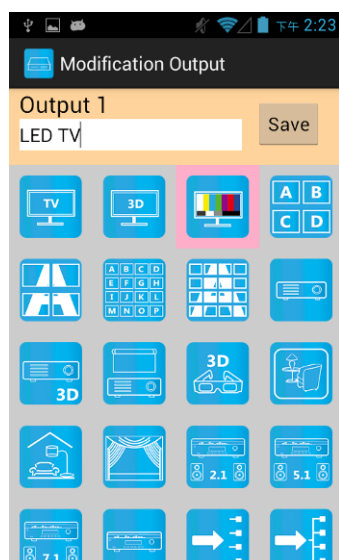 下午 2:23
Modification Output
Output 1
LED TV
Save
TV
3D
A B
C D
A B C D
E F G H
I J K L
M N O P
3D
3D
2.1
5.1
7.1